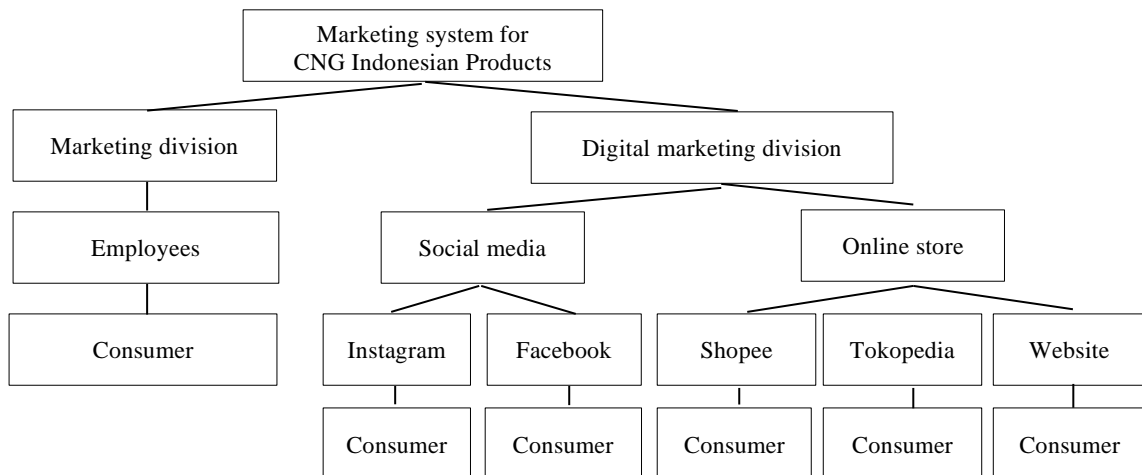 Marketing system for
CNG Indonesian Products
Marketing division
Digital marketing division
Employees
Social media
Online store
Consumer
Instagram
Facebook
Shopee
Tokopedia
Website
Consumer
Consumer
Consumer
Consumer
Consumer